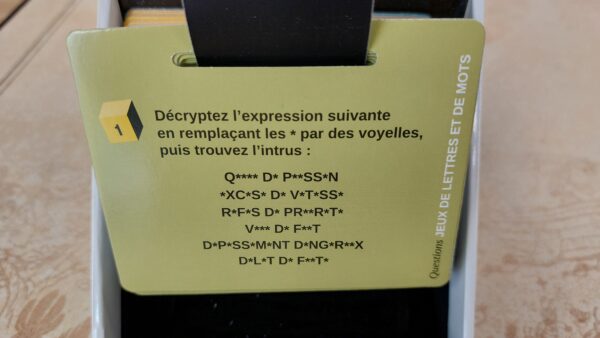 1
Décryptez l'expression suivante
en remplaçant les * par des voyelles,
puis trouvez l'intrus :
Q**** D* P**SS*N
*XC*S* D* V*T*SS*
R*F*S D* PR**R*T*
V*** D* F**T
D*P*SS*M*NT D*NG*R**X
D*L*T D* F**T*
Questions JEUX DE LETTRES ET DE MOTS